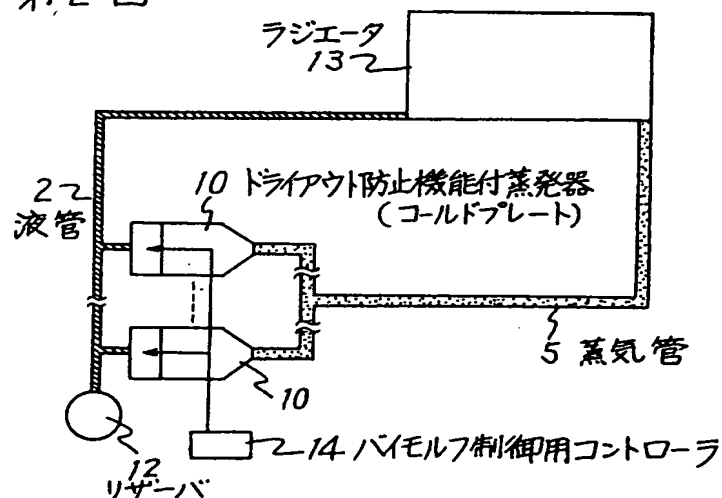 第2図
ラジエータ
13
10 ドライアウト防止機能付蒸発器
(コールドプレート)
2
液管
5 蒸気管
10
14 バイモルフ制御用コントローラ
12
リザーバ